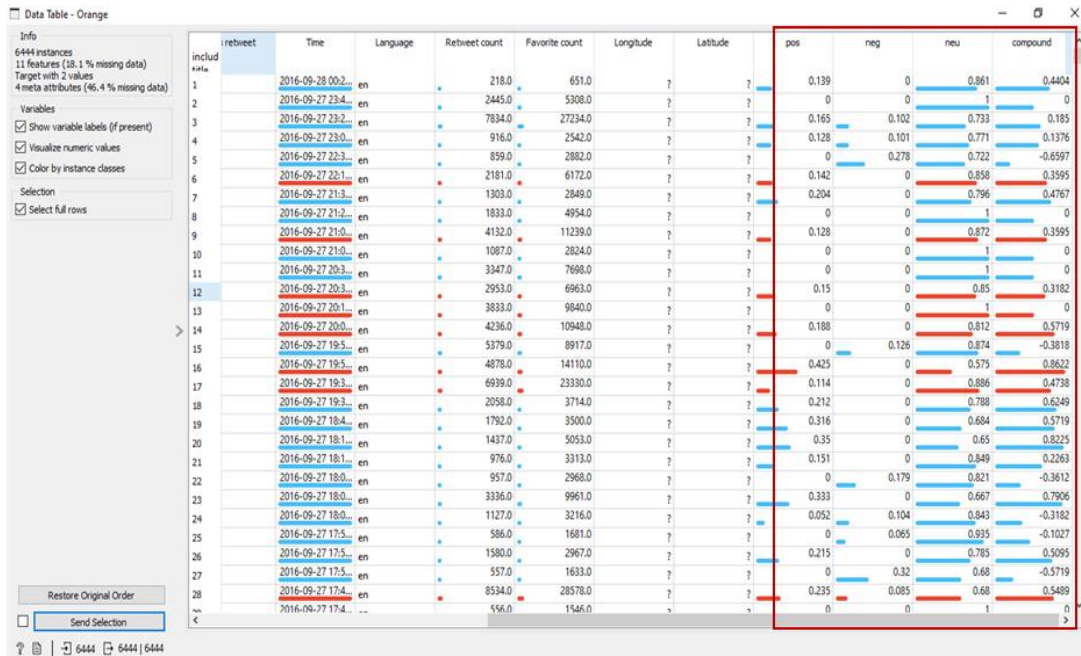 Data Table - Orange
Info
6444 instances
11 features (18.1 % missing data)
Target with 2 values
4 meta attributes (46.4 % missing data)
Variables
Show variable labels (if present)
Visualize numeric values
Color by instance classes
Selection
Select full rows
Restore Original Order
Send Selection
6444 6444 | 6444
retweet Time Language Retweet count Favorite count Longitude Latitude pos neg neu compound
includ
1 2016-09-28 00:2... en 218.0 651.0 ? ? 0.139 0 0.861 0.4404
2 2016-09-27 23:4... en 2445.0 5308.0 ? ? 0 0 1 0
3 2016-09-27 23:2... en 7834.0 27234.0 ? ? 0.165 0.102 0.733 0.185
4 2016-09-27 23:0... en 916.0 2542.0 ? ? 0.128 0.101 0.771 0.1376
5 2016-09-27 22:3... en 859.0 2882.0 ? ? 0 0.278 0.722 -0.6597
6 2016-09-27 22:1... en 2181.0 6172.0 ? ? 0.142 0 0.858 0.3595
7 2016-09-27 21:3... en 1303.0 2849.0 ? ? 0.204 0 0.796 0.4767
8 2016-09-27 21:2... en 1833.0 4954.0 ? ? 0 0 1 0
9 2016-09-27 21:0... en 4132.0 11239.0 ? ? 0.128 0 0.872 0.3595
10 2016-09-27 21:0... en 1087.0 2824.0 ? ? 0 0 1 0
11 2016-09-27 20:3... en 3347.0 7698.0 ? ? 0 0 1 0
12 2016-09-27 20:3... en 2953.0 6963.0 ? ? 0.15 0 0.85 0.3182
13 2016-09-27 20:1... en 3833.0 9840.0 ? ? 0 0 1 0
14 2016-09-27 20:0... en 4236.0 10948.0 ? ? 0.188 0 0.812 0.5719
15 2016-09-27 19:5... en 5379.0 8917.0 ? ? 0 0.126 0.874 -0.3818
16 2016-09-27 19:5... en 4878.0 14110.0 ? ? 0.425 0 0.575 0.8622
17 2016-09-27 19:3... en 6939.0 23330.0 ? ? 0.114 0 0.886 0.4738
18 2016-09-27 19:3... en 2058.0 3714.0 ? ? 0.212 0 0.788 0.6249
19 2016-09-27 18:4... en 1792.0 3500.0 ? ? 0.316 0 0.684 0.5719
20 2016-09-27 18:1... en 1437.0 5053.0 ? ? 0.35 0 0.65 0.8225
21 2016-09-27 18:1... en 976.0 3313.0 ? ? 0.151 0 0.849 0.2263
22 2016-09-27 18:0... en 957.0 2968.0 ? ? 0 0.179 0.821 -0.3612
23 2016-09-27 18:0... en 3336.0 9961.0 ? ? 0.333 0 0.667 0.7906
24 2016-09-27 18:0... en 1127.0 3216.0 ? ? 0.052 0.104 0.843 -0.3182
25 2016-09-27 17:5... en 586.0 1681.0 ? ? 0 0.065 0.935 -0.1027
26 2016-09-27 17:5... en 1580.0 2967.0 ? ? 0.215 0 0.785 0.5095
27 2016-09-27 17:5... en 557.0 1633.0 ? ? 0 0.32 0.68 -0.5719
28 2016-09-27 17:4... en 8534.0 28578.0 ? ? 0.235 0.085 0.68 0.5489
2016-09-27 17:4... 556.0 1546.0 0 0 1 0